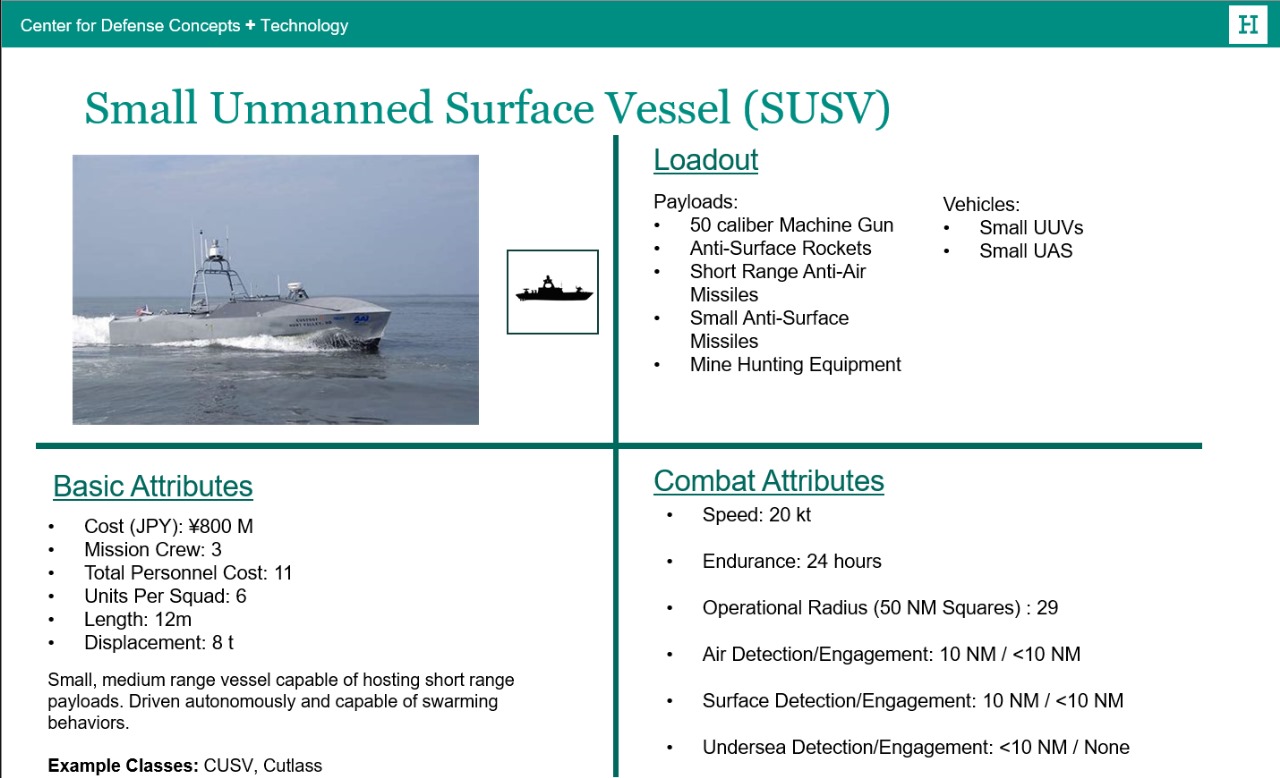 Center for Defense Concepts + Technology
H
Small Unmanned Surface Vessel (SUSV)
Loadout
Payloads:
• 50 caliber Machine Gun
• Anti-Surface Rockets
• Short Range Anti-Air
Missiles
• Small Anti-Surface
Missiles
• Mine Hunting Equipment
Vehicles:
• Small UUVs
• Small UAS
Basic Attributes
• Cost (JPY): ¥800 M
• Mission Crew: 3
• Total Personnel Cost: 11
• Units Per Squad: 6
• Length: 12m
• Displacement: 8 t
Small, medium range vessel capable of hosting short range
payloads. Driven autonomously and capable of swarming
behaviors.
Example Classes: CUSV, Cutlass
Combat Attributes
• Speed: 20 kt
• Endurance: 24 hours
• Operational Radius (50 NM Squares) : 29
• Air Detection/Engagement: 10 NM / <10 NM
• Surface Detection/Engagement: 10 NM / <10 NM
• Undersea Detection/Engagement: <10 NM / None